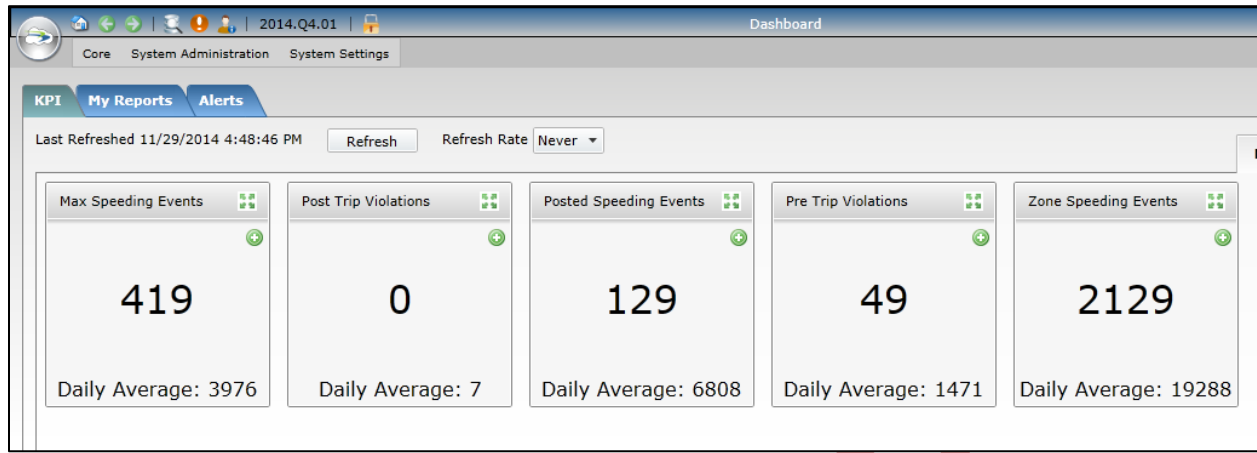 2014.Q4.01 Dashboard
Core System Administration System Settings
KPI My Reports Alerts
Last Refreshed 11/29/2014 4:48:46 PM Refresh Refresh Rate Never
Max Speeding Events Post Trip Violations Posted Speeding Events Pre Trip Violations Zone Speeding Events
419 0 129 49 2129
Daily Average: 3976 Daily Average: 7 Daily Average: 6808 Daily Average: 1471 Daily Average: 19288